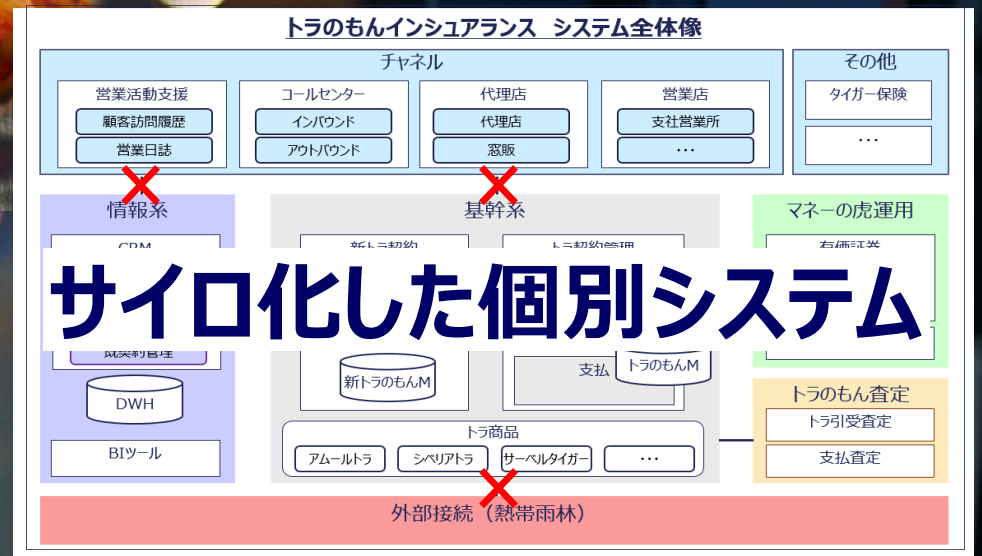 トラのもんインシュアランス　システム全体像
チャネル
営業活動支援
顧客訪問履歴
営業日誌
コールセンター
インバウンド
アウトバウンド
代理店
代理店
窓販
営業店
支社営業所
…
その他
タイガー保険
…
情報系
CRM
サイロ化した個別システム
既契約管理
DWH
BIツール
基幹系
新トラ契約
新トラのもんM
トラ契約管理
支払
トラのもんM
トラ商品
アムールトラ
シベリアトラ
サーベルタイガー
…
マネーの虎運用
有価証券
トラのもん査定
トラ引受査定
支払査定
外部接続（熱帯雨林）